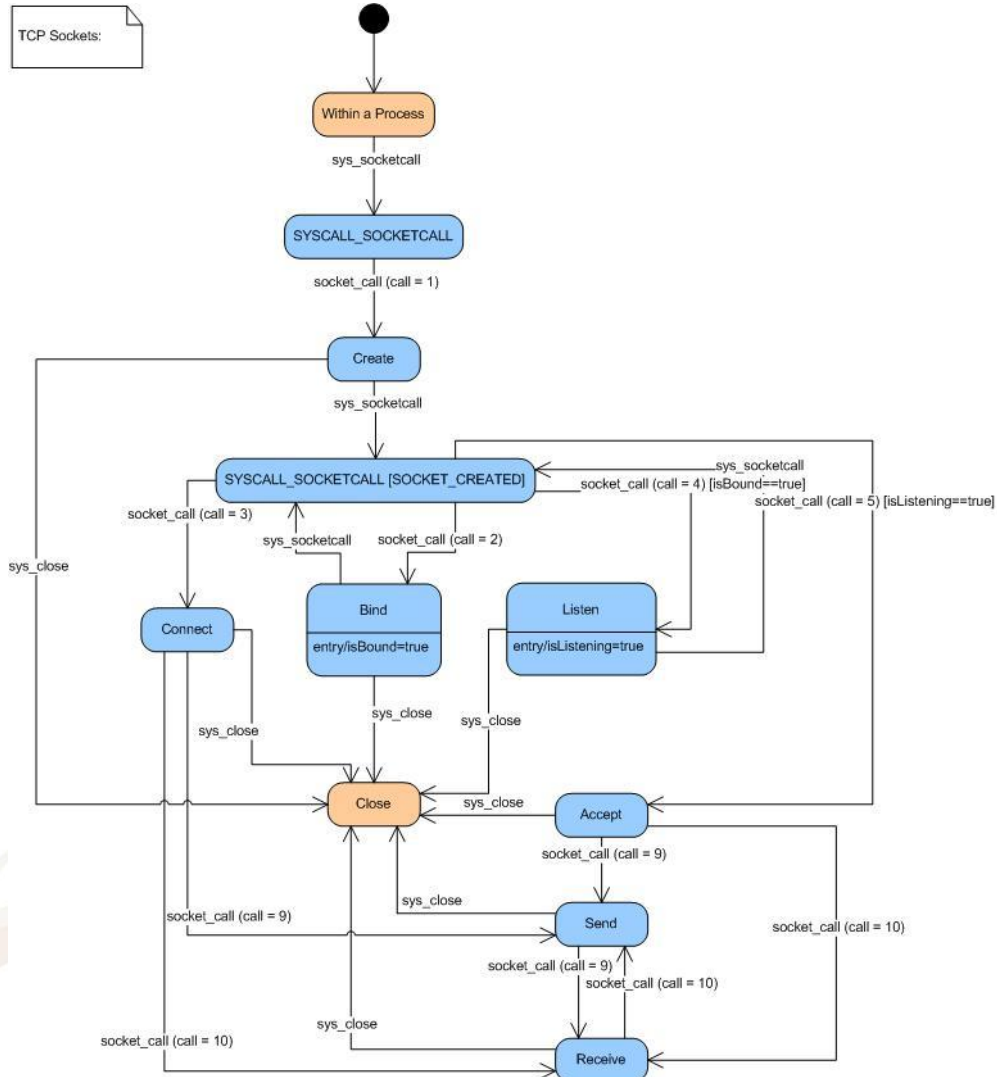 TCP Sockets:
Within a Process
sys_socketcall
SYSCALL_SOCKETCALL
socket_call (call = 1)
Create
sys_socketcall
SYSCALL_SOCKETCALL [SOCKET_CREATED]
sys_socketcall
socket_call (call = 4) [isBound==true]
socket_call (call = 5) [isListening==true]
socket_call (call = 3)
sys_socketcall
socket_call (call = 2)
sys_close
Bind
entry/isBound=true
Listen
entry/isListening=true
Connect
sys_close
sys_close
sys_close
Close
sys_close
Accept
socket_call (call = 9)
sys_close
socket_call (call = 9)
Send
socket_call (call = 10)
socket_call (call = 9)
socket_call (call = 10)
sys_close
socket_call (call = 10)
Receive